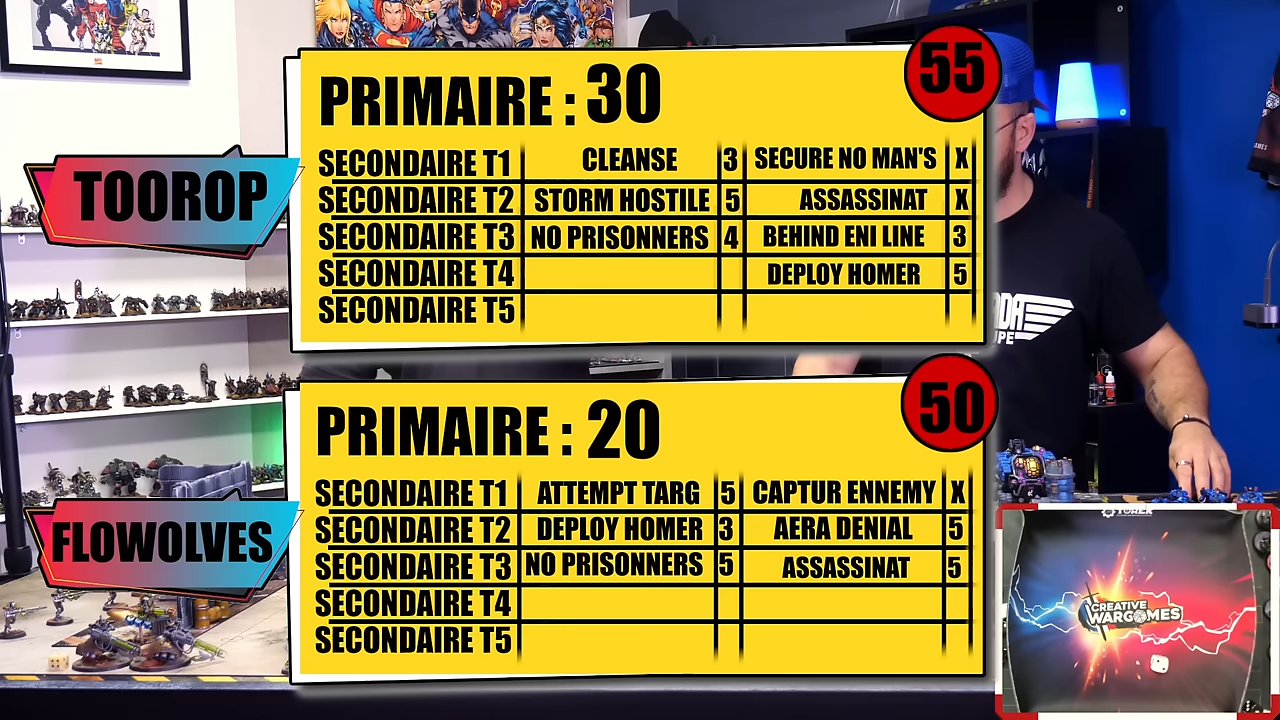 55
PRIMAIRE : 30
TOOROP
SECONDAIRE T1 CLEANSE 3 SECURE NO MAN'S X
SECONDAIRE T2 STORM HOSTILE 5 ASSASSINAT X
SECONDAIRE T3 NO PRISONNERS 4 BEHIND ENI LINE 3
SECONDAIRE T4 DEPLOY HOMER 5
SECONDAIRE T5
50
PRIMAIRE : 20
FLOWOLVES
SECONDAIRE T1 ATTEMPT TARG 5 CAPTUR ENNEMY X
SECONDAIRE T2 DEPLOY HOMER 3 AERA DENIAL 5
SECONDAIRE T3 NO PRISONNERS 5 ASSASSINAT 5
SECONDAIRE T4
SECONDAIRE T5
CREATIVE
WARGOMES